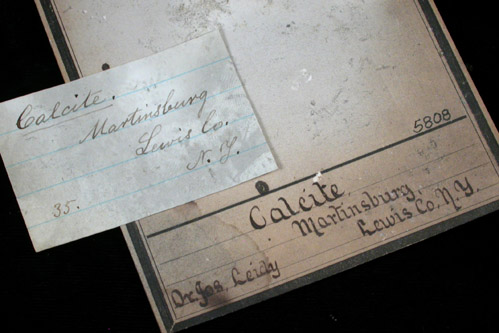 Calcite.
Martinsburg
Lewis Co.
N. Y.
35.
5808
Calcite
Martinsburg
Lewis Co. N.Y.
Dr. Jos. Leidy